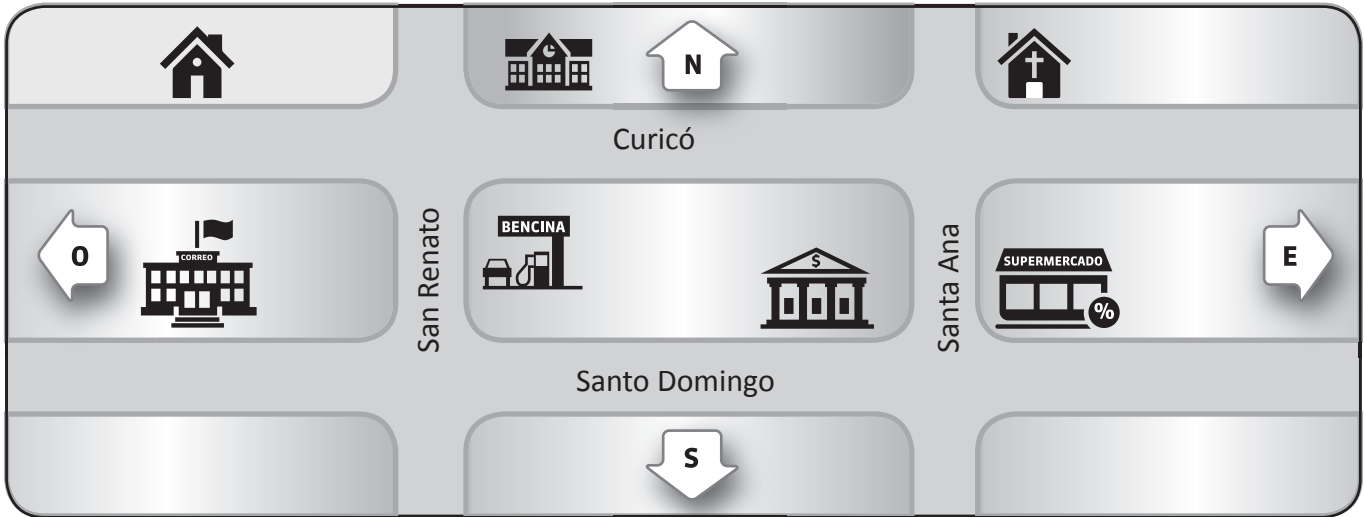 N
Curicó
O
CORREO
San Renato
BENCINA
$
Santa Ana
SUPERMERCADO
%
E
Santo Domingo
S